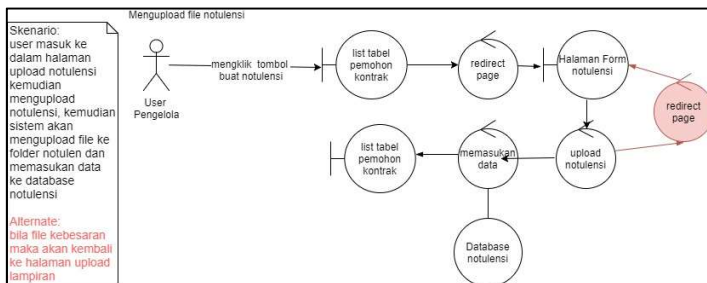 Mengupload file notulensi
Skenario:
user masuk ke
dalam halaman
upload notulensi
kemudian
mengupload
notulensi, kemudian
sistem akan
mengupload file ke
folder notulen dan
memasukan data
ke database
notulensi
Alternate:
bila file kebesaran
maka akan kembali
ke halaman upload
lampiran
User
Pengelola
mengklik tombol
buat notulensi
list tabel
pemohon
kontrak
redirect
page
Halaman Form
notulensi
redirect
page
upload
notulensi
memasukan
data
list tabel
pemohon
kontrak
Database
notulensi